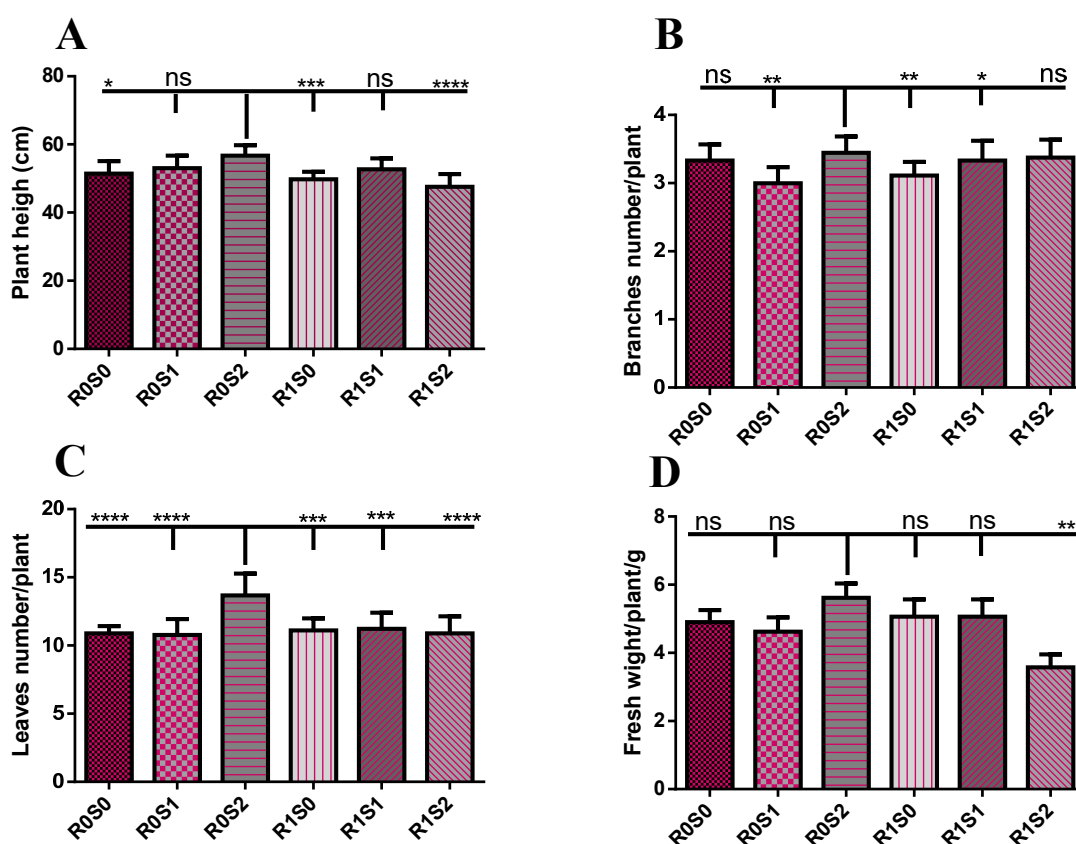 A
* ns *** ns ****
Plant heigh (cm)
80
60
40
20
0
R0S0 R0S1 R0S2 R1S0 R1S1 R1S2
B
ns ** ** * ns
Branches number/plant
4
3
2
1
0
R0S0 R0S1 R0S2 R1S0 R1S1 R1S2
C
**** **** *** *** ****
Leaves number/plant
20
15
10
5
0
R0S0 R0S1 R0S2 R1S0 R1S1 R1S2
D
ns ns ns ns **
Fresh wight/plant/g
8
6
4
2
0
R0S0 R0S1 R0S2 R1S0 R1S1 R1S2